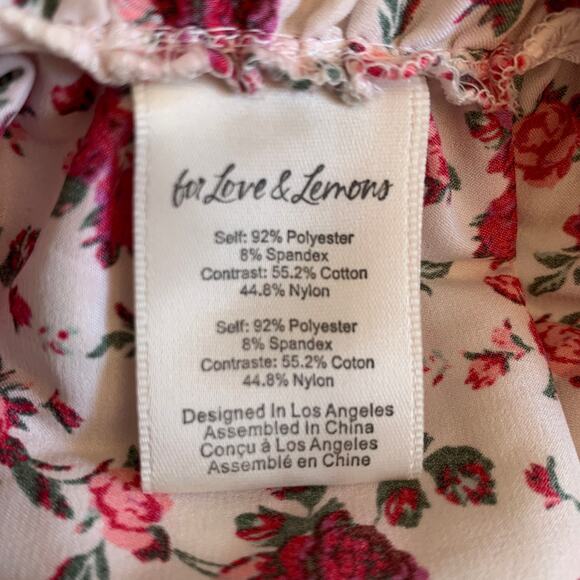 for Love & Lemons
Self: 92% Polyester
8% Spandex
Contrast: 55.2% Cotton
44.8% Nylon
Self: 92% Polyester
8% Spandex
Contraste: 55.2% Coton
44.8% Nylon
Designed In Los Angeles
Assembled in China
Conçu à Los Angeles
Assemblé en Chine